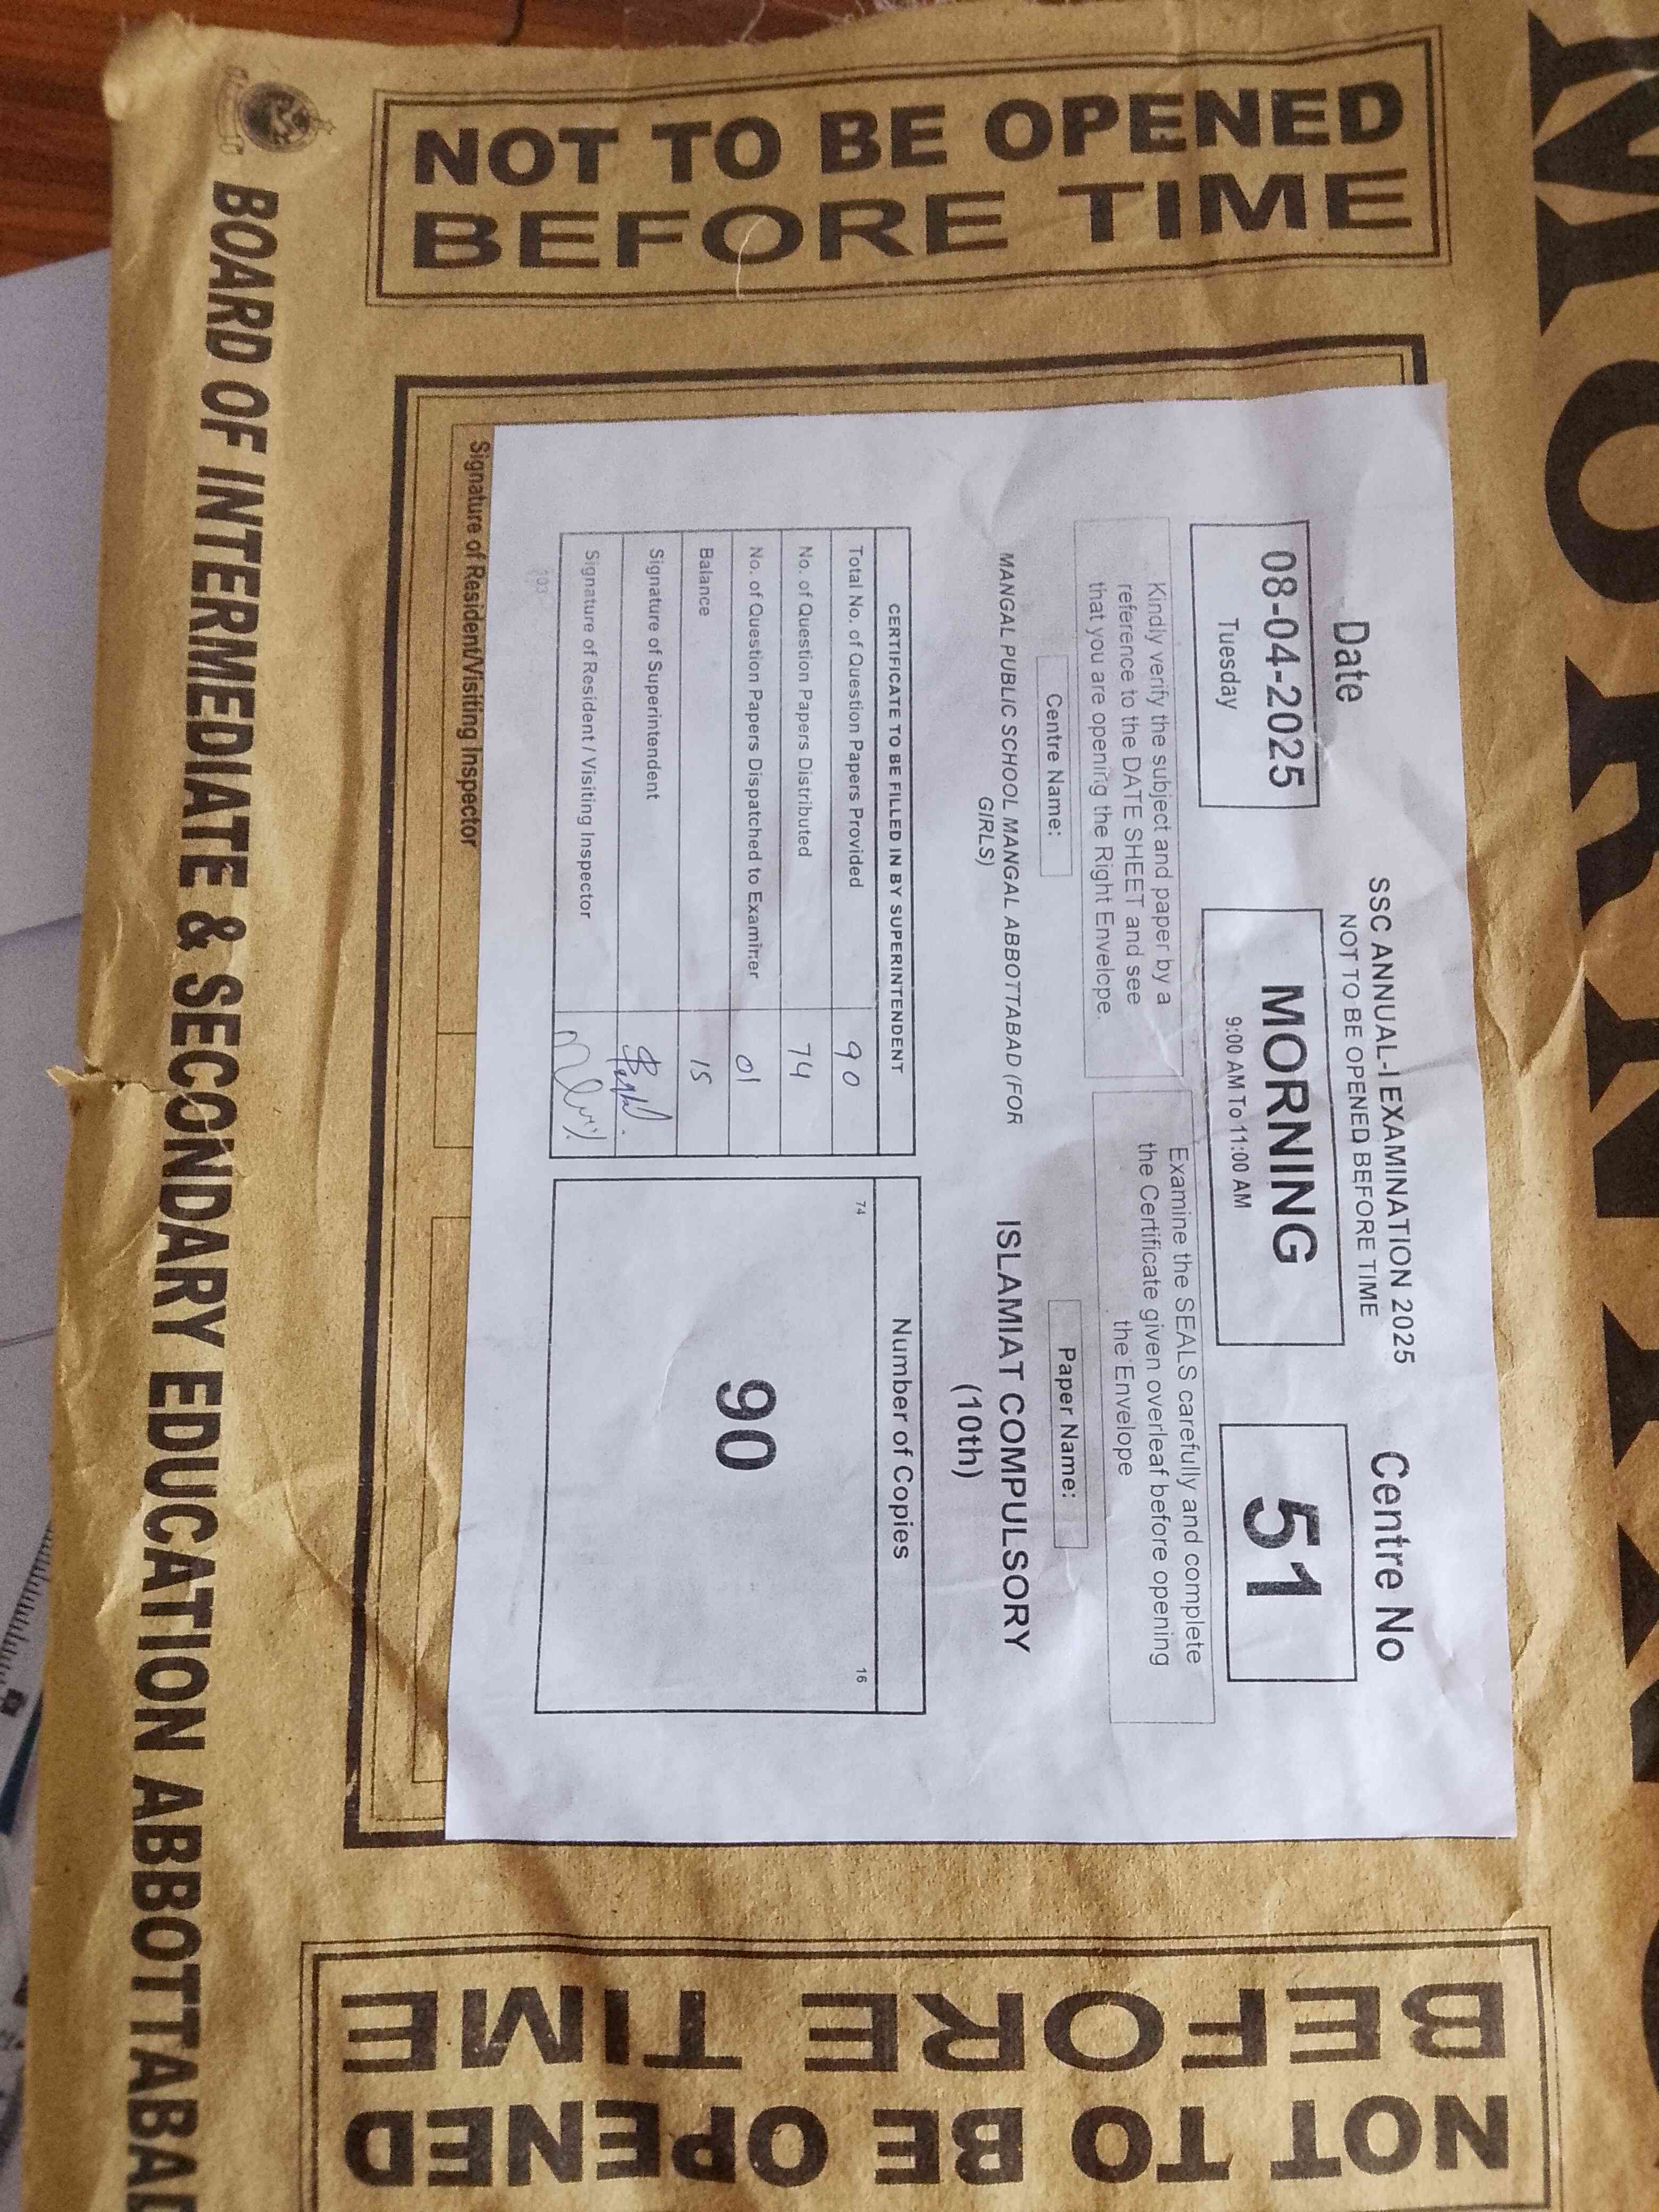 NOT TO BE OPENED
BEFORE TIME
MORN
SSC ANNUAL-I EXAMINATION 2025
NOT TO BE OPENED BEFORE TIME
Date
08-04-2025
Tuesday
MORNING
9:00 AM To 11:00 AM
Centre No
51
Kindly verify the subject and paper by a
reference to the DATE SHEET and see
that you are opening the Right Envelope.
Examine the SEALS carefully and complete
the Certificate given overleaf before opening
the Envelope
Centre Name:
MANGAL PUBLIC SCHOOL MANGAL ABBOTTABAD (FOR
GIRLS)
Paper Name:
ISLAMIAT COMPULSORY
(10th)
CERTIFICATE TO BE FILLED IN BY SUPERINTENDENT
Total No. of Question Papers Provided 90
No. of Question Papers Distributed 74
No. of Question Papers Dispatched to Examiner 01
Balance 15
Signature of Superintendent
Signature of Resident / Visiting Inspector
Number of Copies
74 16
90
Signature of Resident/Visiting Inspector
NOT TO BE OPENED
BEFORE TIME
BOARD OF INTERMEDIATE & SECONDARY EDUCATION ABBOTTABAD